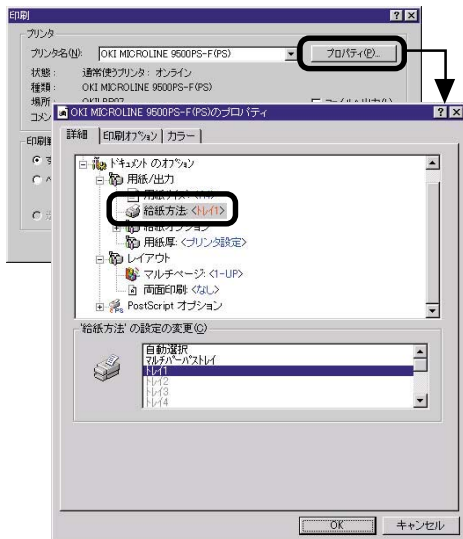 印刷
プリンタ
プリンタ名(N): OKI MICROLINE 9500PS-F(PS)
プロパティ(P)...
状態: 通常使うプリンタ: オンライン
種類: OKI MICROLINE 9500PS-F(PS)
場所:
OKI MICROLINE 9500PS-F(PS)のプロパティ
詳細 印刷オプション カラー
ドキュメント のオプション
用紙/出力
給紙方法: <トレイ1>
給紙オプション
用紙厚: <プリンタ設定>
レイアウト
マルチページ: <1-UP>
両面印刷: <なし>
PostScript オプション
'給紙方法' の設定の変更(C)
自動選択
マルチパーパストレイ
トレイ1
トレイ2
トレイ3
トレイ4
OK キャンセル